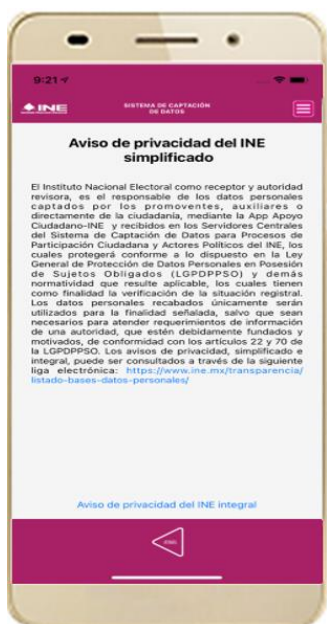 9:21
INE
SISTEMA DE CAPTACIÓN
DE DATOS
Aviso de privacidad del INE
simplificado
El Instituto Nacional Electoral como receptor y autoridad
revisora, es el responsable de los datos personales
captados por los promoventes, auxiliares o
directamente de la ciudadanía, mediante la App Apoyo
Ciudadano-INE y recibidos en los Servidores Centrales
del Sistema de Captación de Datos para Procesos de
Participación Ciudadana y Actores Políticos del INE, los
cuales protegerá conforme a lo dispuesto en la Ley
General de Protección de Datos Personales en Posesión
de Sujetos Obligados (LGPDPPSO) y demás
normatividad que resulte aplicable, los cuales tienen
como finalidad la verificación de la situación registral.
Los datos personales recabados únicamente serán
utilizados para la finalidad señalada, salvo que sean
necesarios para atender requerimientos de información
de una autoridad, que estén debidamente fundados y
motivados, de conformidad con los artículos 22 y 70 de
la LGPDPPSO. Los avisos de privacidad, simplificado e
integral, puede ser consultados a través de la siguiente
liga electrónica: https://www.ine.mx/transparencia/
listado-bases-datos-personales/
Aviso de privacidad del INE integral